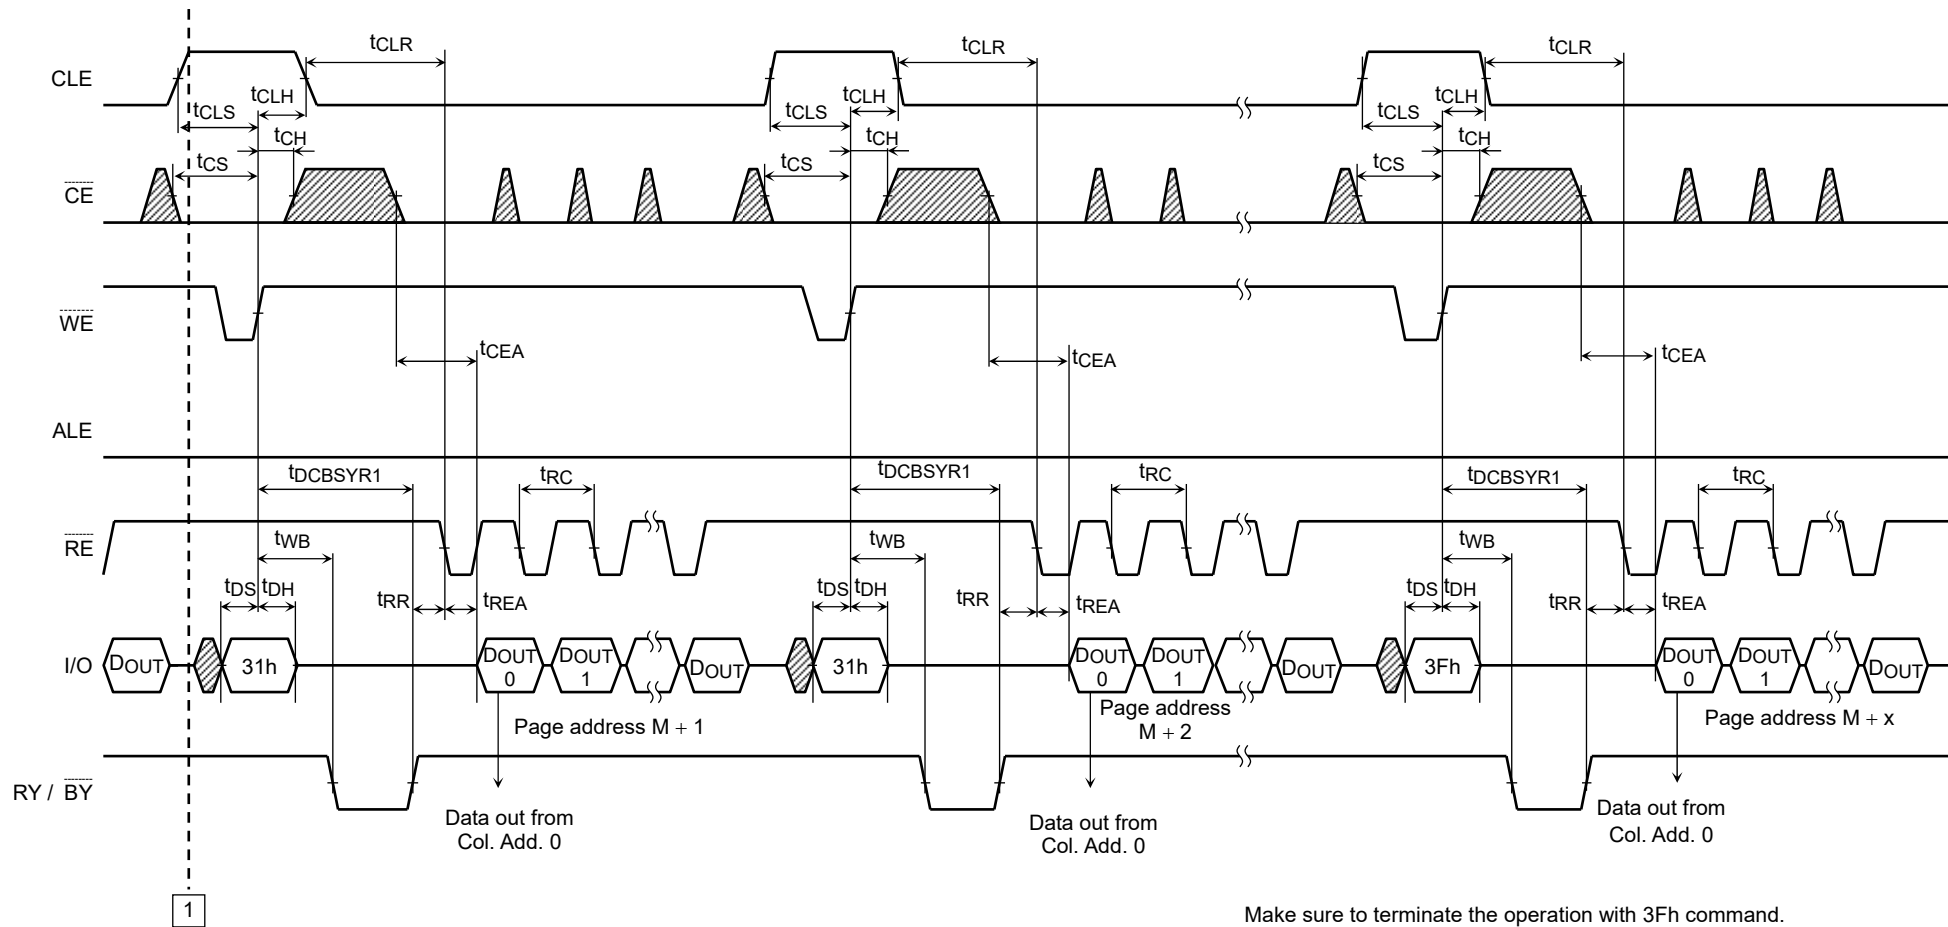 tCLR tCLR tCLR
CLE
tCLH tCLH tCLH
tCLS tCLS tCLS
tCH tCH tCH
tCS tCS tCS
CE
WE
tCEA tCEA tCEA
ALE
tDCBSYR1 tRC tDCBSYR1 tRC tDCBSYR1 tRC
RE
tWB tWB tWB
tDS tDH tDS tDH tDS tDH
tRR tREA tRR tREA tRR tREA
I/O DOUT 31h DOUT 0 DOUT 1 DOUT 31h DOUT 0 DOUT 1 DOUT 3Fh DOUT 0 DOUT 1 DOUT
Page address M + 1
Page address
M + 2
Page address M + x
RY / BY
Data out from
Col. Add. 0
Data out from
Col. Add. 0
Data out from
Col. Add. 0
1
Make sure to terminate the operation with 3Fh command.